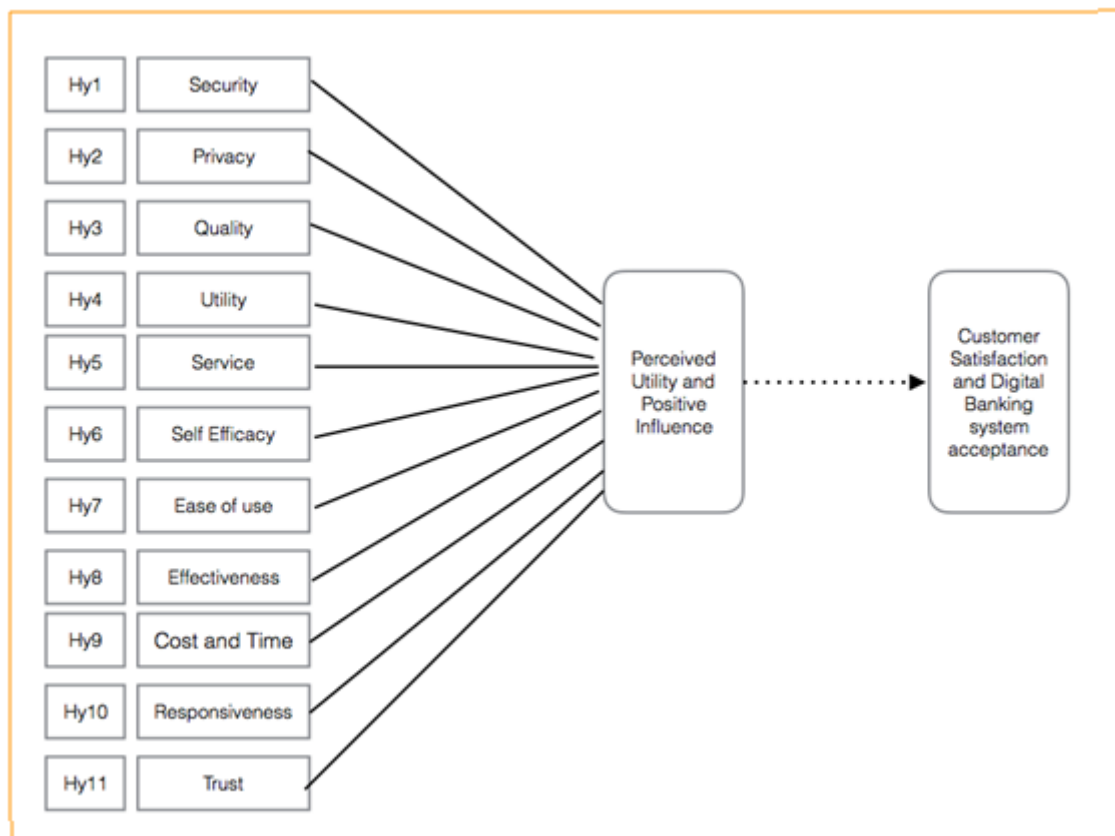 Hy1 Security
Hy2 Privacy
Hy3 Quality
Hy4 Utility
Hy5 Service
Hy6 Self Efficacy
Hy7 Ease of use
Hy8 Effectiveness
Hy9 Cost and Time
Hy10 Responsiveness
Hy11 Trust
Perceived
Utility and
Positive
Influence
Customer
Satisfaction
and Digital
Banking
system
acceptance